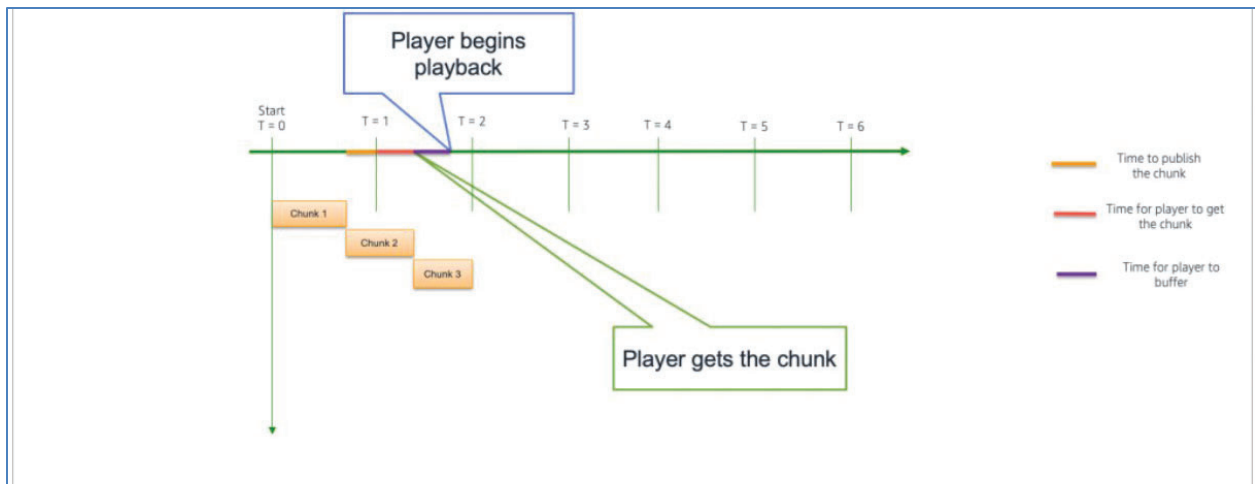 Player begins
playback
Start
T = 0
T = 1
T = 2
T = 3
T = 4
T = 5
T = 6
Time to publish
the chunk
Chunk 1
Time for player to get
the chunk
Chunk 2
Chunk 3
Time for player to
buffer
Player gets the chunk